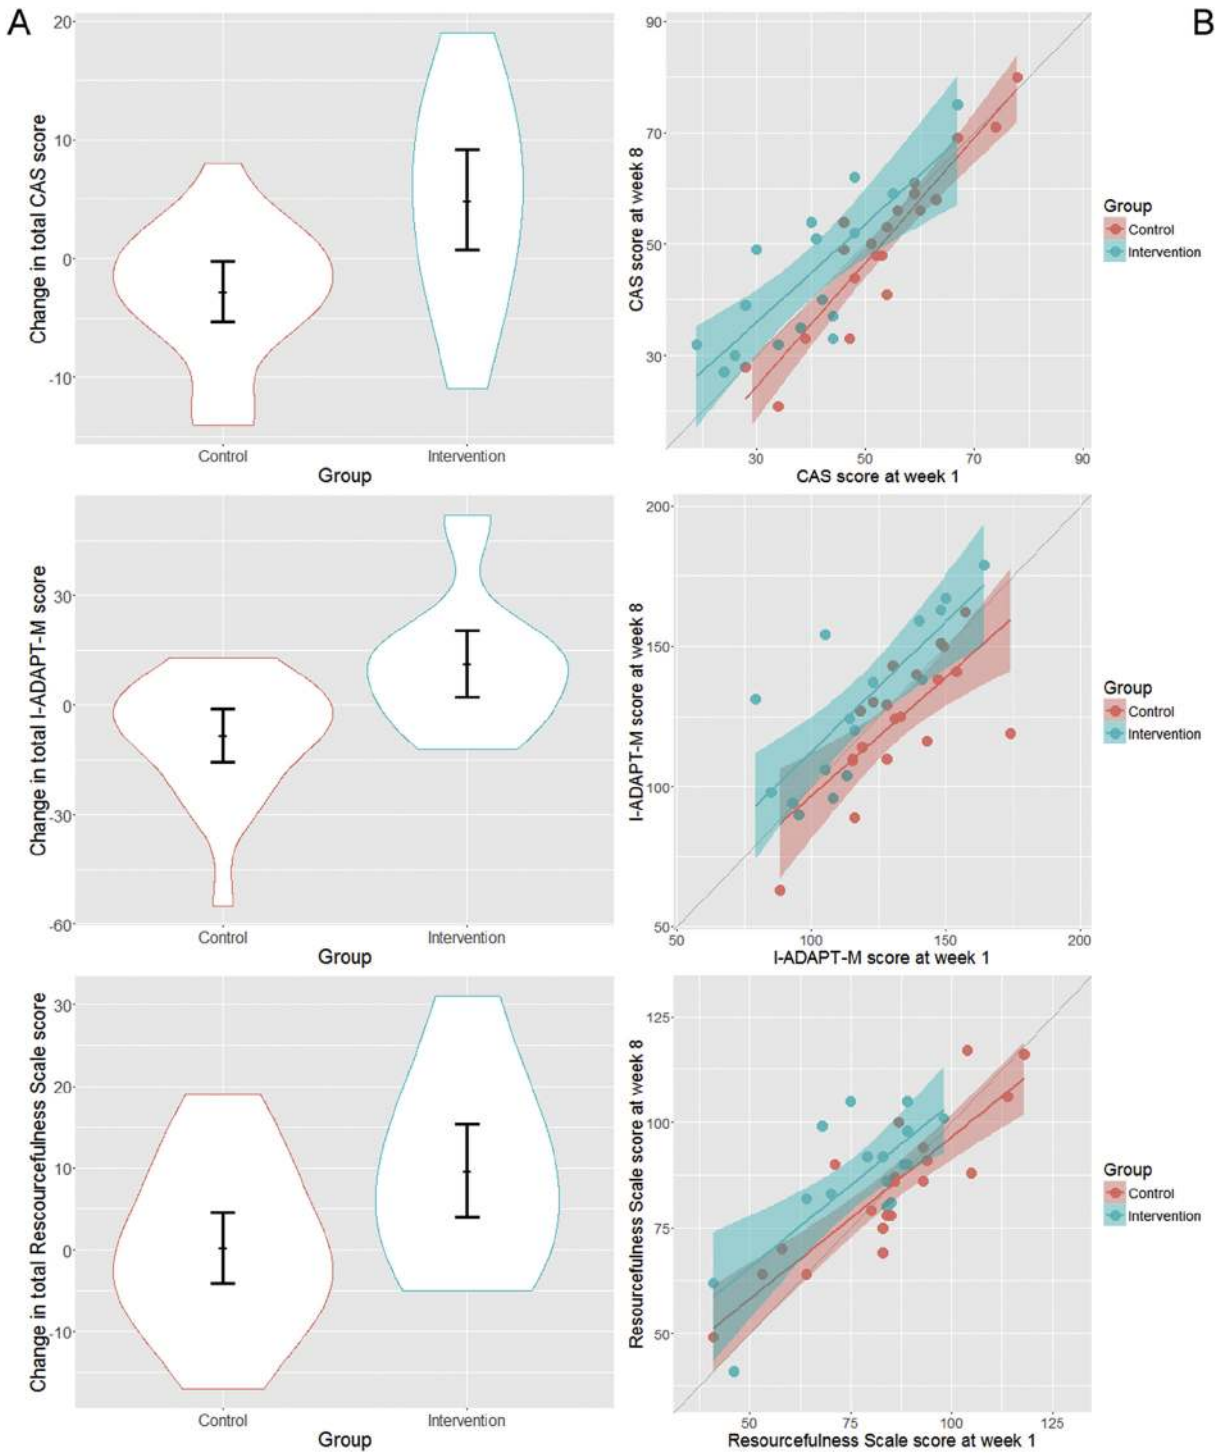 A
B
Change in total CAS score
20
10
0
-10
Control
Intervention
Group
CAS score at week 8
90
70
50
30
30
50
70
90
CAS score at week 1
Group
Control
Intervention
Change in total I-ADAPT-M score
30
0
-30
-60
Control
Intervention
Group
I-ADAPT-M score at week 8
200
150
100
50
50
100
150
200
I-ADAPT-M score at week 1
Group
Control
Intervention
Change in total Rescourcefulness Scale score
30
20
10
0
-10
Control
Intervention
Group
Resourcefulness Scale score at week 8
125
100
75
50
50
75
100
125
Resourcefulness Scale score at week 1
Group
Control
Intervention